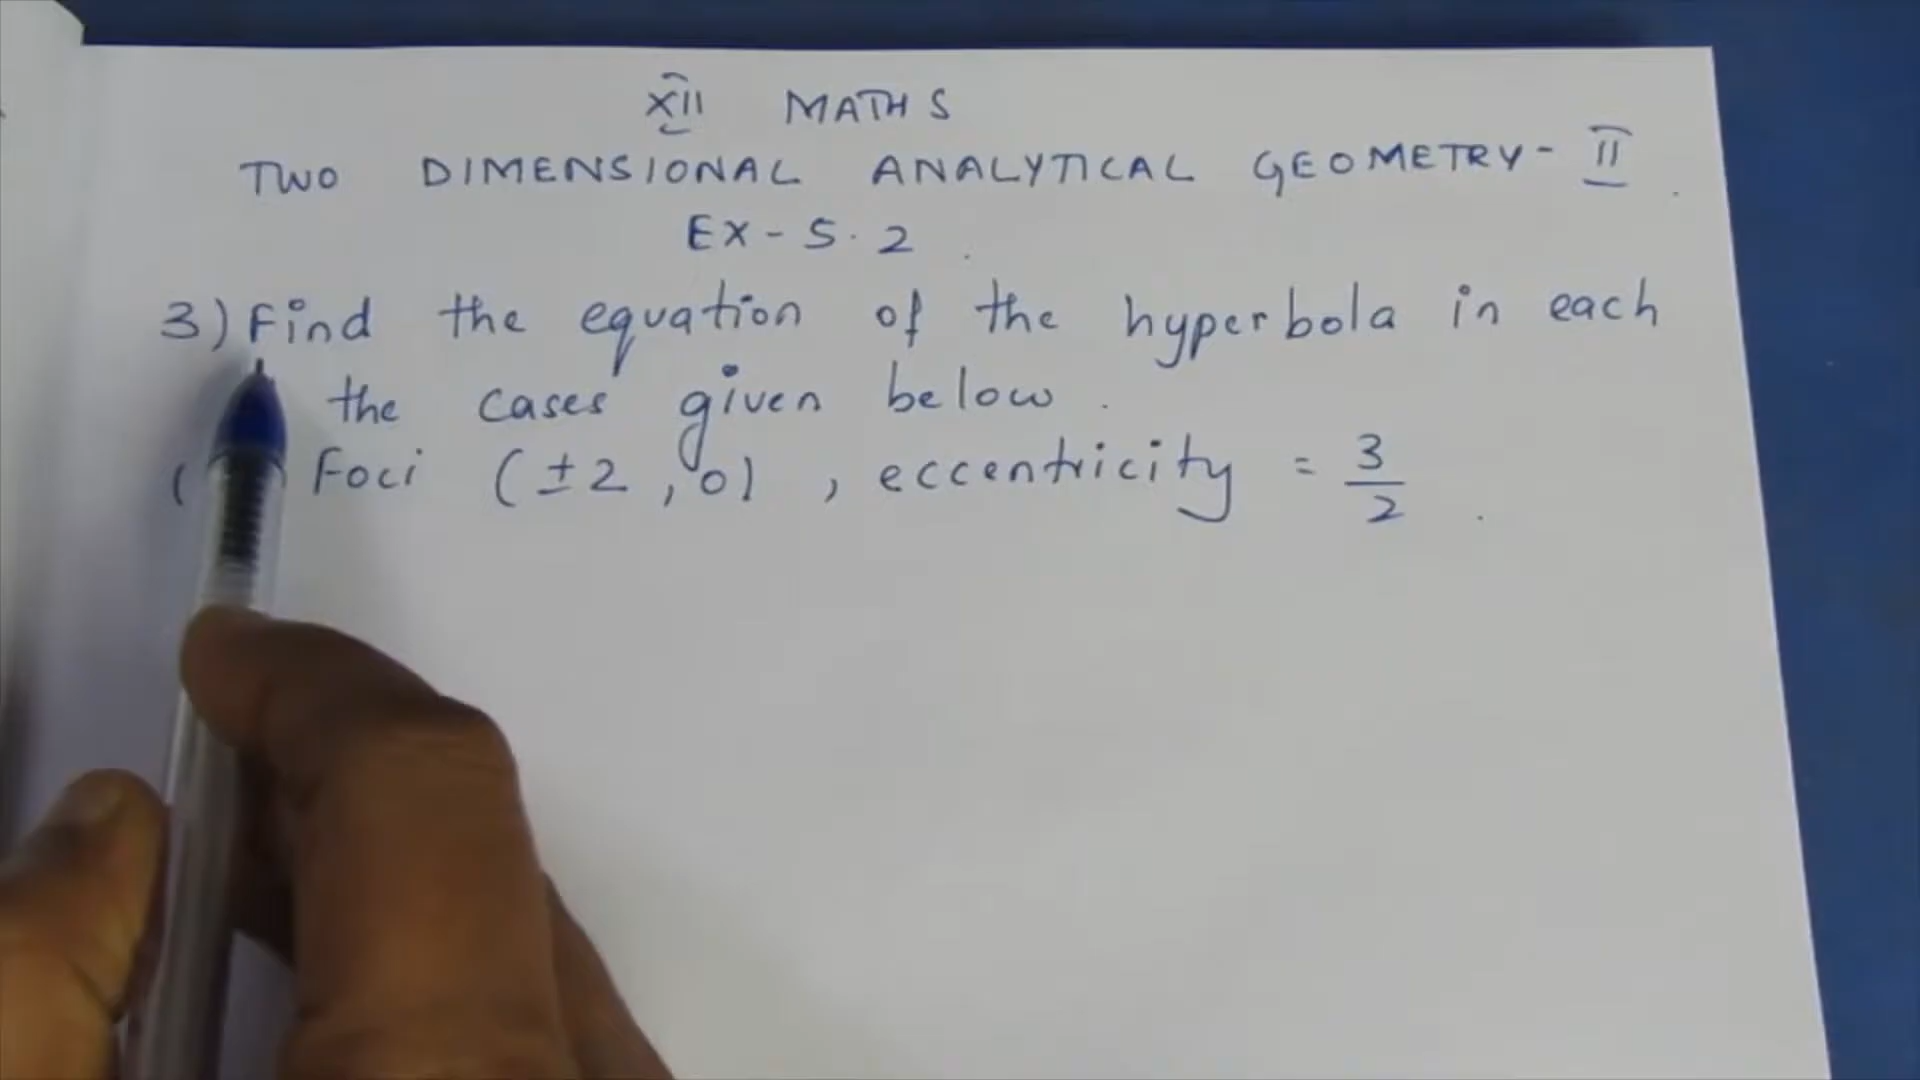 XII MATHS
TWO DIMENSIONAL ANALYTICAL GEOMETRY - II
EX - 5.2
3) Find the equation of the hyperbola in each
the cases given below.
( Foci (±2, 0), eccentricity = 3/2.